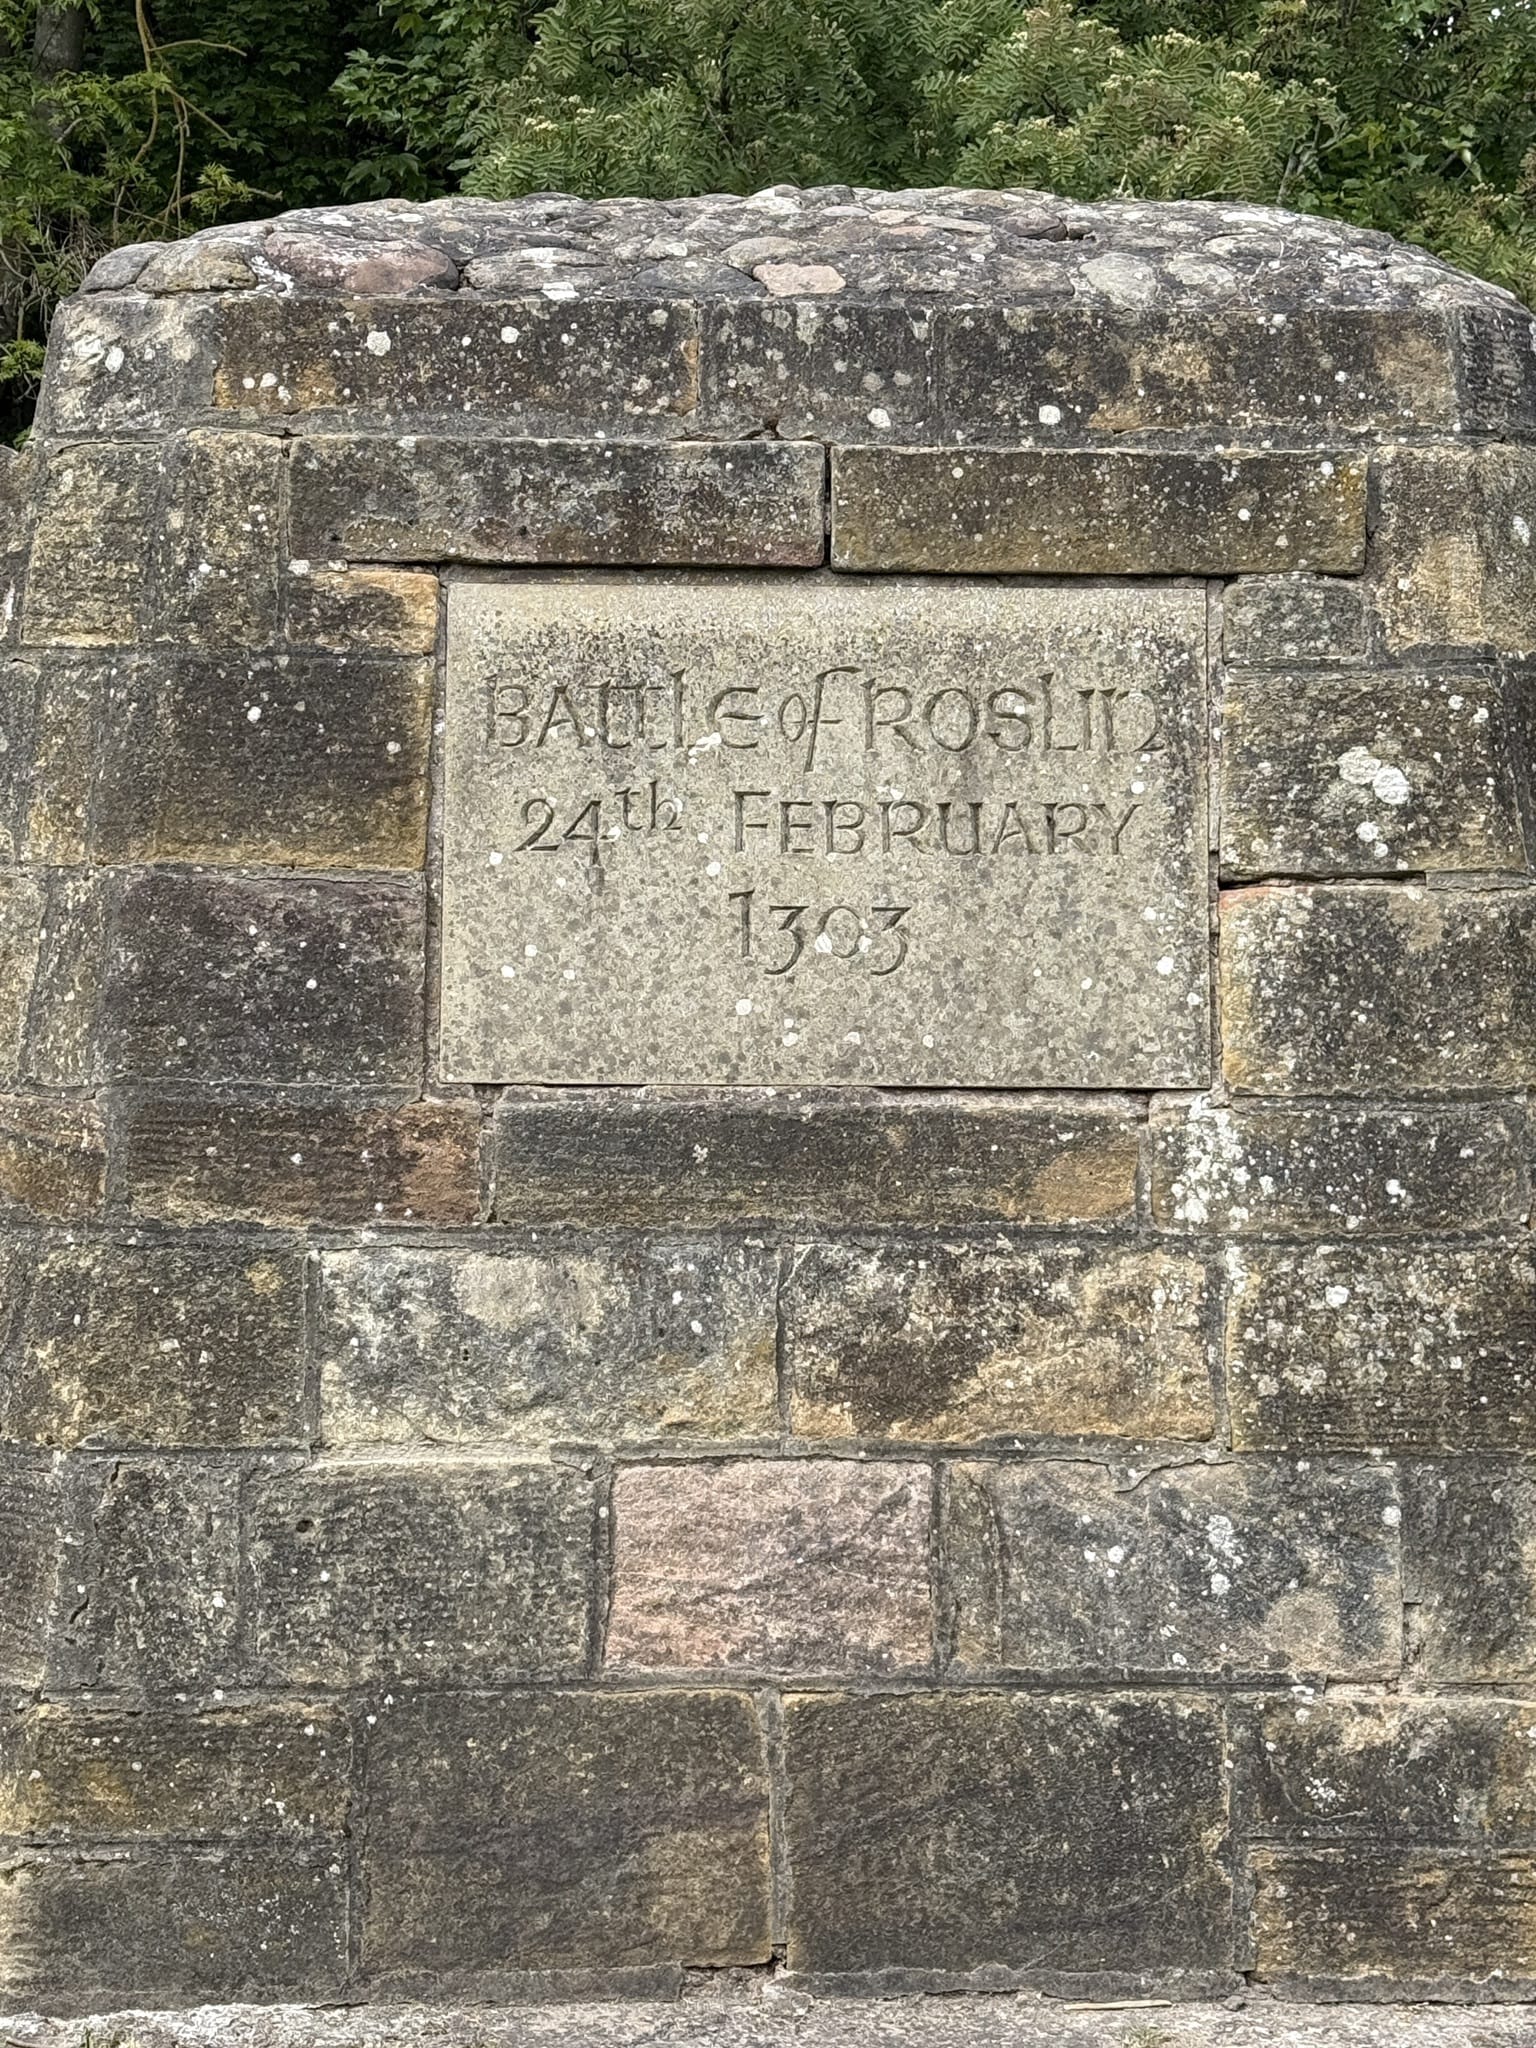 BATTLE of ROSLIN
24th FEBRUARY
1303